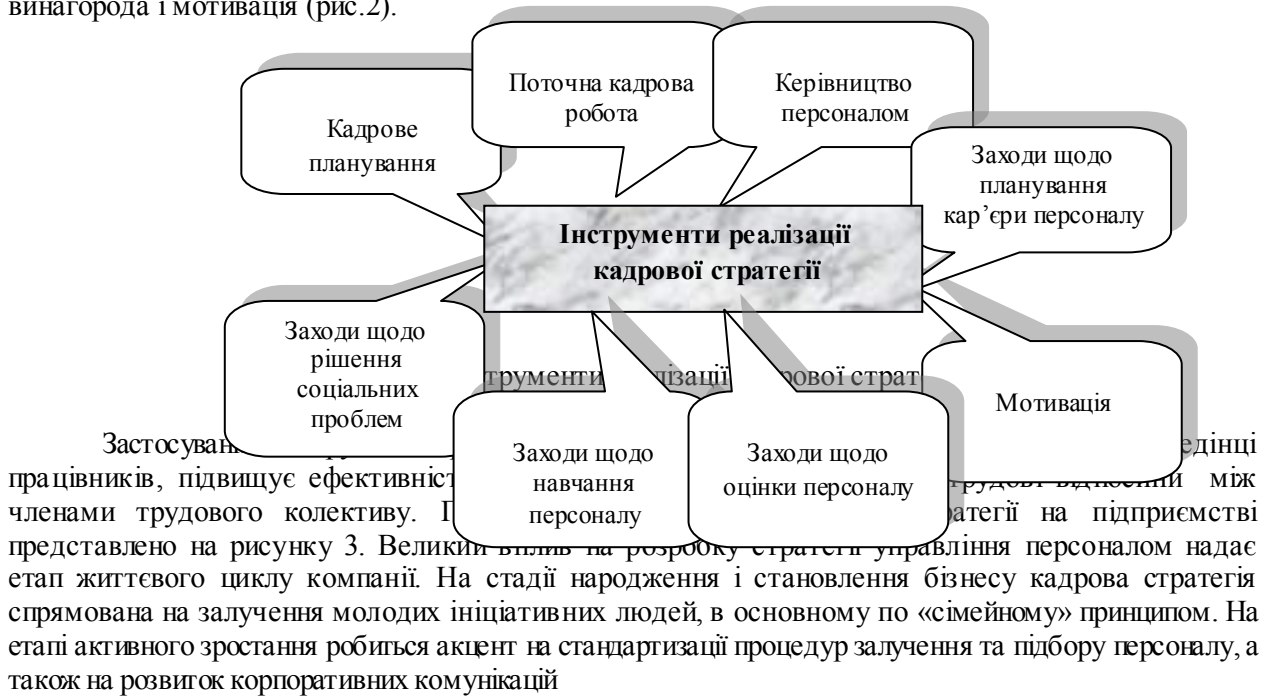 винагорода і мотивація (рис.2).
Поточна кадрова
робота
Керівництво
персоналом
Кадрове
планування
Заходи щодо
планування
кар’єри персоналу
Інструменти реалізації
кадрової стратегії
Заходи щодо
рішення
соціальних
проблем
Мотивація
Заходи щодо
навчання
персоналу
Заходи щодо
оцінки персоналу
працівників, підвищує між
членами трудового колективу. на підприємстві
представлено на рисунку 3. Великий вплив на розробку стратегії управління персоналом надає
етап життєвого циклу компанії. На стадії народження і становлення бізнесу кадрова стратегія
спрямована на залучення молодих ініціативних людей, в основному по «сімейному» принципом. На
етапі активного зростання робиться акцент на стандартизації процедур залучення та підбору персоналу, а
також на розвиток корпоративних комунікацій